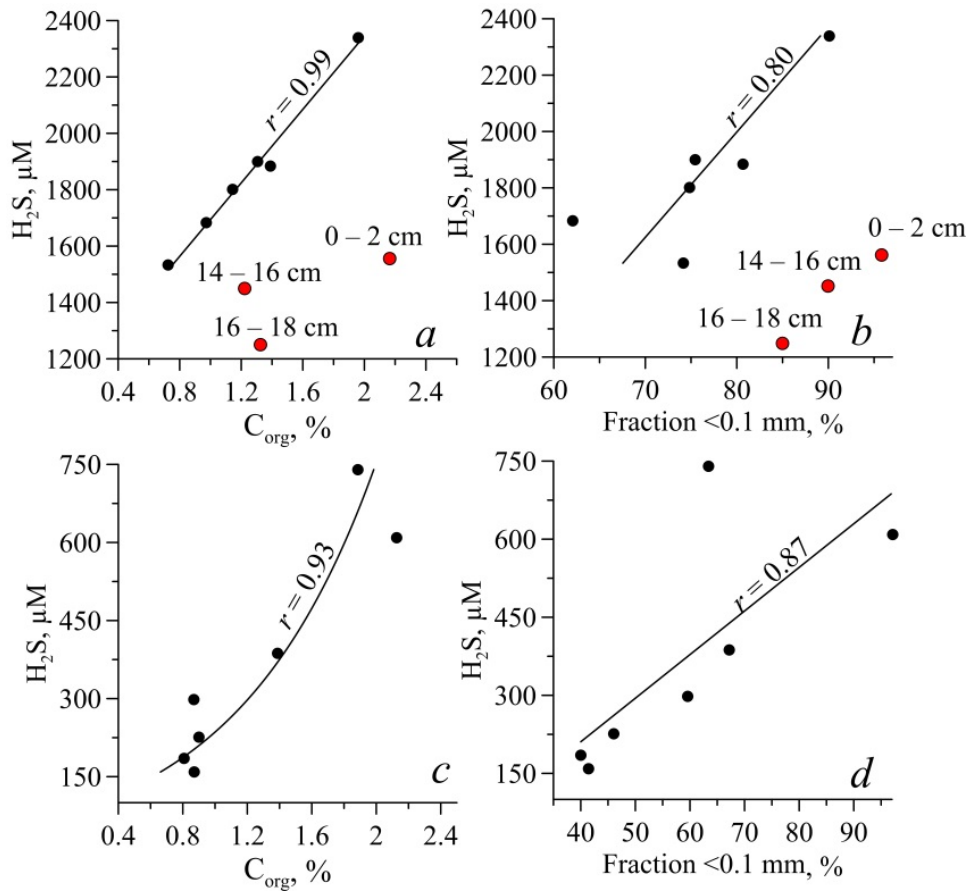 2400
2200
2000
1800
1600
1400
1200
H₂S, μM
r = 0.99
0 – 2 cm
14 – 16 cm
16 – 18 cm
a
0.4 0.8 1.2 1.6 2 2.4
C_org, %
2400
2200
2000
1800
1600
1400
1200
H₂S, μM
r = 0.80
0 – 2 cm
14 – 16 cm
16 – 18 cm
b
60 70 80 90
Fraction <0.1 mm, %
750
600
450
300
150
H₂S, μM
r = 0.93
c
0.4 0.8 1.2 1.6 2 2.4
C_org, %
750
600
450
300
150
H₂S, μM
r = 0.87
d
40 50 60 70 80 90
Fraction <0.1 mm, %